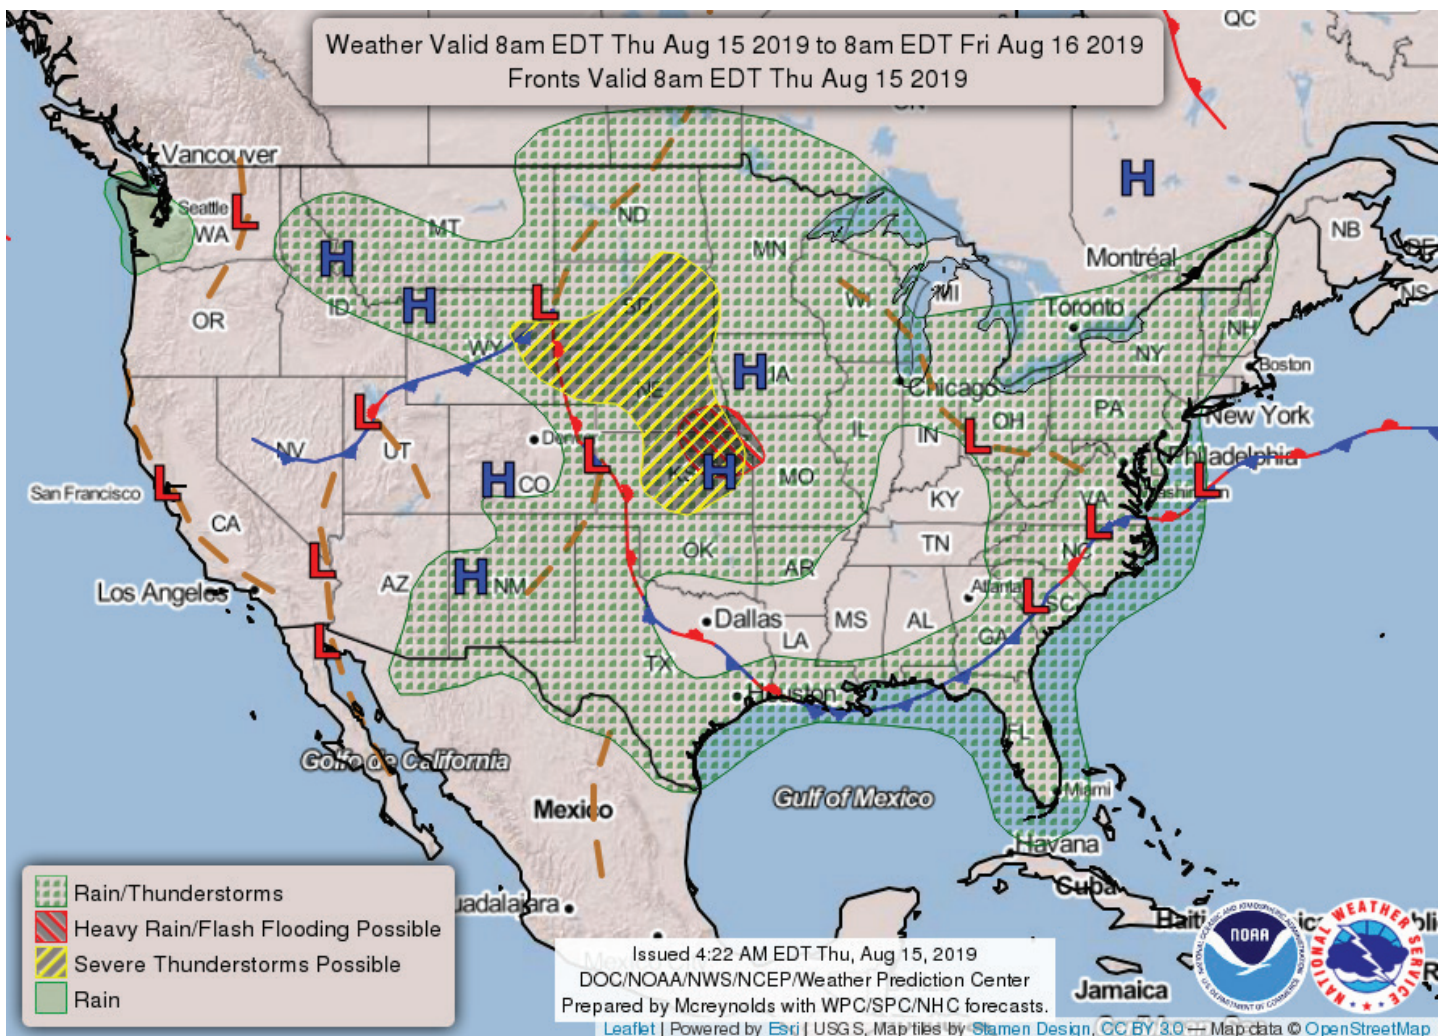 QC
Weather Valid 8am EDT Thu Aug 15 2019 to 8am EDT Fri Aug 16 2019
Fronts Valid 8am EDT Thu Aug 15 2019
Vancouver
H
Seattle
L
WA
MT
ND
MN
Montréal
NB
NS
H
ID
H
OR
L
SD
WI
MI
Toronto
NH
WY
NY
Boston
H
IA
NE
Chicago
PA
New York
L
NV
UT
L
IL
IN
OH
L
Philadelphia
San Francisco
L
H
CO
KS
H
MO
KY
VA
L
CA
OK
TN
NC
L
L
AZ
H
NM
AR
Atlanta
L
SC
Los Angeles
L
Dallas
MS
AL
GA
LA
TX
Houston
FL
Golfo de California
Mexico
Gulf of Mexico
Miami
Havana
Cuba
Rain/Thunderstorms
Heavy Rain/Flash Flooding Possible
Severe Thunderstorms Possible
Rain
Issued 4:22 AM EDT Thu, Aug 15, 2019
DOC/NOAA/NWS/NCEP/Weather Prediction Center
Prepared by Mcreynolds with WPC/SPC/NHC forecasts.
Jamaica
NOAA
NATIONAL WEATHER SERVICE
Leaflet | Powered by Esri | USGS, Map tiles by Stamen Design, CC BY 3.0 — Map data © OpenStreetMap